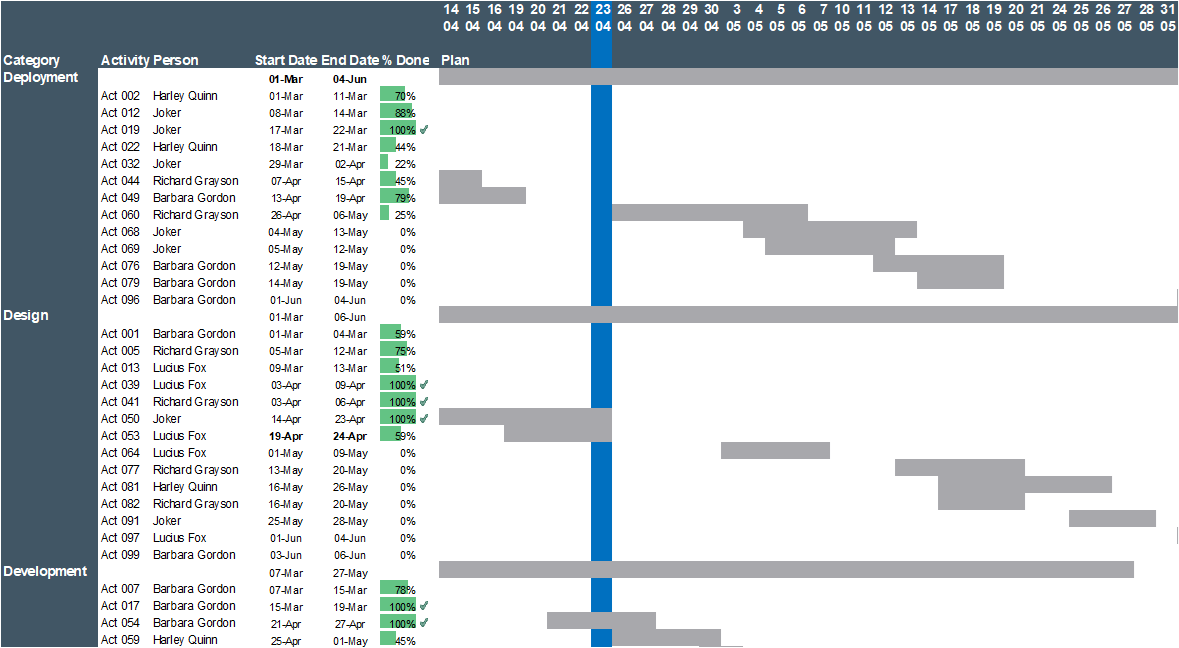 14 15 16 19 20 21 22 23 26 27 28 29 30 3 4 5 6 7 10 11 12 13 14 17 18 19 20 21 24 25 26 27 28 31
04 04 04 04 04 04 04 04 04 04 04 04 04 05 05 05 05 05 05 05 05 05 05 05 05 05 05 05 05 05 05 05 05 05
Category Activity Person Start Date End Date % Done Plan
Deployment 01-Mar 04-Jun
Act 002 Harley Quinn 01-Mar 11-Mar 70%
Act 012 Joker 08-Mar 14-Mar 88%
Act 019 Joker 17-Mar 22-Mar 100% ✓
Act 022 Harley Quinn 18-Mar 21-Mar 44%
Act 032 Joker 29-Mar 02-Apr 22%
Act 044 Richard Grayson 07-Apr 15-Apr 45%
Act 049 Barbara Gordon 13-Apr 19-Apr 79%
Act 060 Richard Grayson 26-Apr 06-May 25%
Act 068 Joker 04-May 13-May 0%
Act 069 Joker 05-May 12-May 0%
Act 076 Barbara Gordon 12-May 19-May 0%
Act 079 Barbara Gordon 14-May 19-May 0%
Act 096 Barbara Gordon 01-Jun 04-Jun 0%
Design 01-Mar 06-Jun
Act 001 Barbara Gordon 01-Mar 04-Mar 59%
Act 005 Richard Grayson 05-Mar 12-Mar 75%
Act 013 Lucius Fox 09-Mar 13-Mar 51%
Act 039 Lucius Fox 03-Apr 09-Apr 100% ✓
Act 041 Richard Grayson 03-Apr 06-Apr 100% ✓
Act 050 Joker 14-Apr 23-Apr 100% ✓
Act 053 Lucius Fox 19-Apr 24-Apr 59%
Act 064 Lucius Fox 01-May 09-May 0%
Act 077 Richard Grayson 13-May 20-May 0%
Act 081 Harley Quinn 16-May 26-May 0%
Act 082 Richard Grayson 16-May 20-May 0%
Act 091 Joker 25-May 28-May 0%
Act 097 Lucius Fox 01-Jun 04-Jun 0%
Act 099 Barbara Gordon 03-Jun 06-Jun 0%
Development 07-Mar 27-May
Act 007 Barbara Gordon 07-Mar 15-Mar 78%
Act 017 Barbara Gordon 15-Mar 19-Mar 100% ✓
Act 054 Barbara Gordon 21-Apr 27-Apr 100% ✓
Act 059 Harley Quinn 25-Apr 01-May 45%